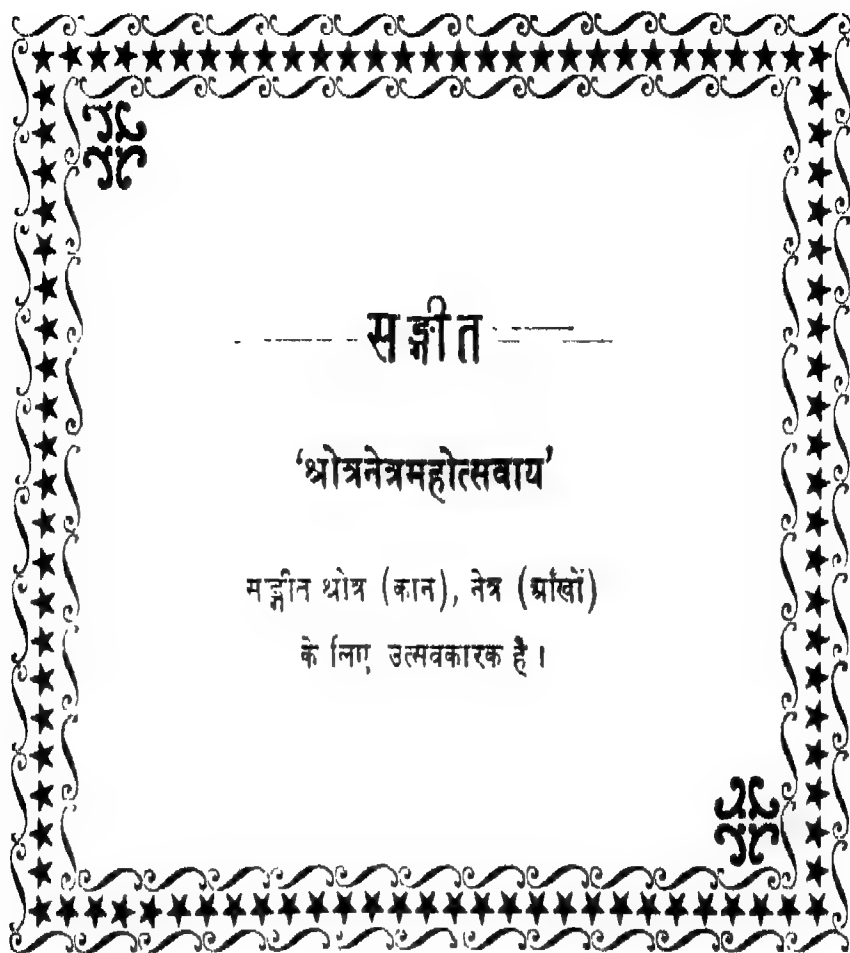 सङ्गीत
‘श्रोत्रनेत्रमहोत्सवाय’
सङ्गीत श्रोत्र (कान), नेत्र (आँखों)
के लिए उत्सवकारक है ।